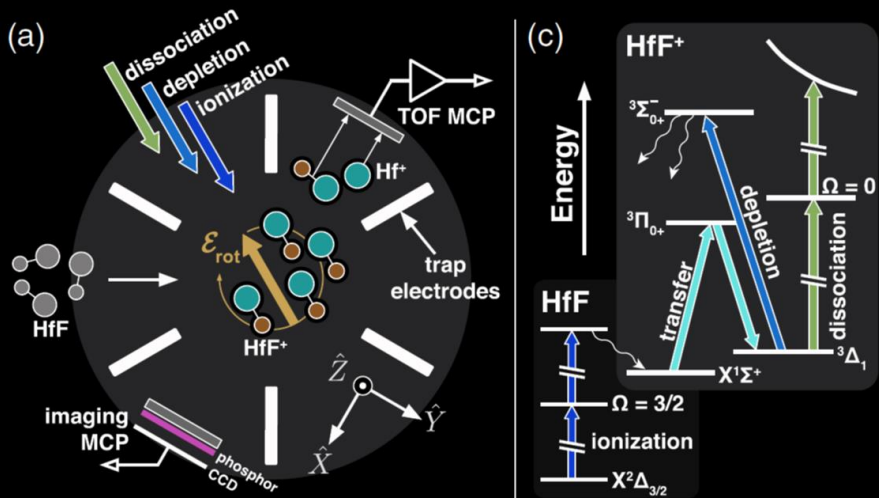 (a)
dissociation
depletion
ionization
TOF MCP
Hf⁺
ℰrot
trap
electrodes
HfF
HfF⁺
Ẑ
Ŷ
X̂
imaging
MCP
phosphor
CCD
(c)
HfF⁺
Energy
³Σ⁻₀₊
Ω = 0
³Π₀₊
depletion
transfer
dissociation
³Δ₁
X¹Σ⁺
HfF
Ω = 3/2
ionization
X²Δ₃/₂